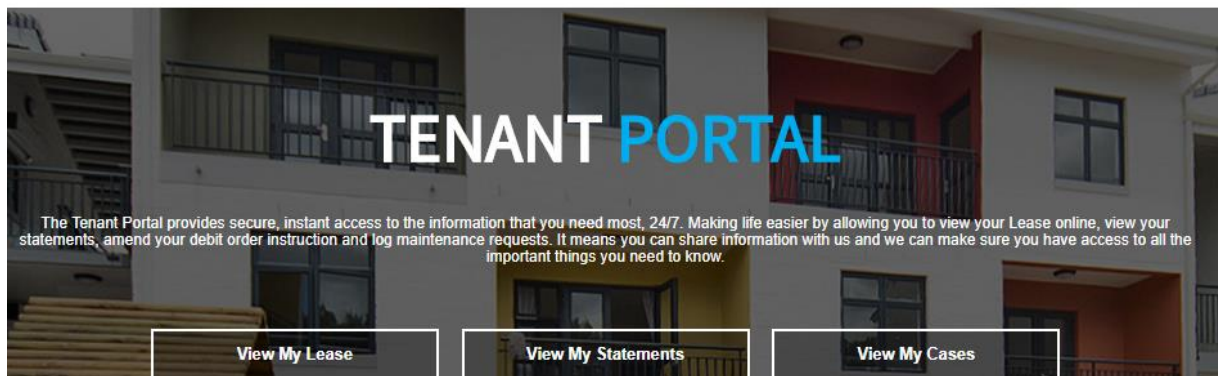 TENANT PORTAL
The Tenant Portal provides secure, instant access to the information that you need most, 24/7. Making life easier by allowing you to view your Lease online, view your
statements, amend your debit order instruction and log maintenance requests. It means you can share information with us and we can make sure you have access to all the
important things you need to know.
View My Lease
View My Statements
View My Cases